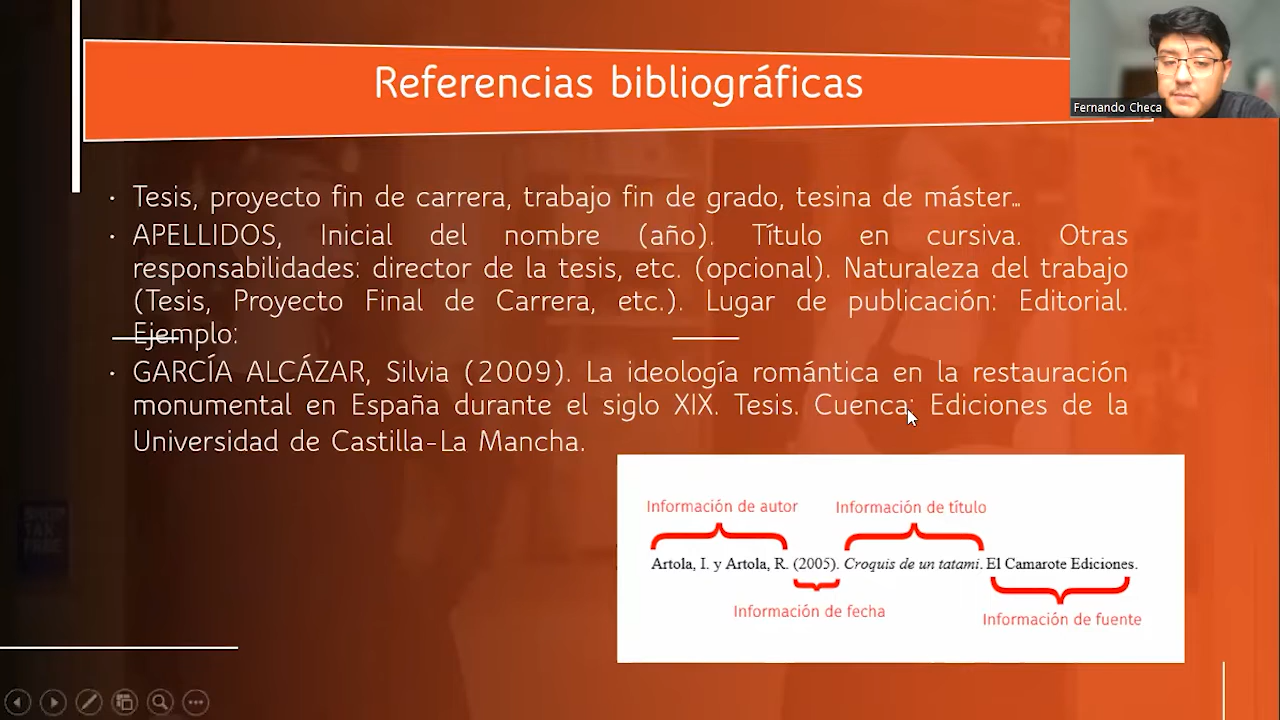 Referencias bibliográficas
Fernando Checa
• Tesis, proyecto fin de carrera, trabajo fin de grado, tesina de máster…
• APELLIDOS, Inicial del nombre (año). Título en cursiva. Otras
responsabilidades: director de la tesis, etc. (opcional). Naturaleza del trabajo
(Tesis, Proyecto Final de Carrera, etc.). Lugar de publicación: Editorial.
Ejemplo:
• GARCÍA ALCÁZAR, Silvia (2009). La ideología romántica en la restauración
monumental en España durante el siglo XIX. Tesis. Cuenca: Ediciones de la
Universidad de Castilla-La Mancha.
Información de autor Información de título
Artola, I. y Artola, R. (2005). Croquis de un tatami. El Camarote Ediciones.
Información de fecha
Información de fuente